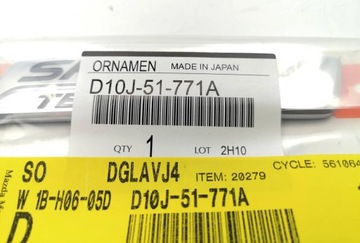 ORNAMEN MADE IN JAPAN
D10J-51-771A
QTY 1 LOT 2H10
SO DGLAVJ4 CYCLE: 561064
ITEM: 20279
W 1B-H06-05D D10J-51-771A
D